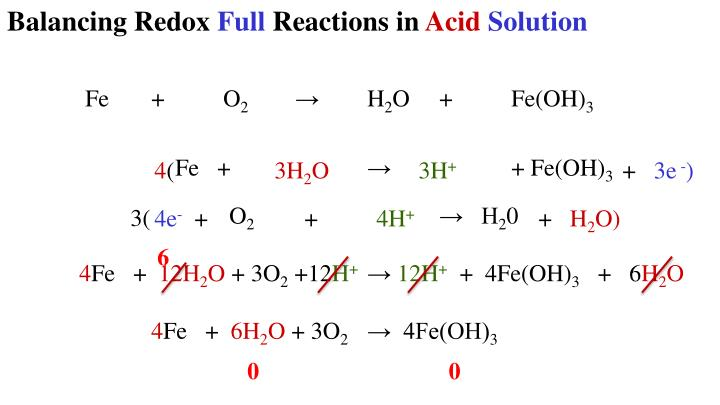 Balancing Redox Full Reactions in Acid Solution
Fe + O₂ → H₂O + Fe(OH)₃
4(Fe + 3H₂O → 3H⁺ + Fe(OH)₃ + 3e⁻)
3(4e⁻ + O₂ + 4H⁺ → H₂0 + H₂O)
6
4Fe + 12H₂O + 3O₂ +12H⁺ → 12H⁺ + 4Fe(OH)₃ + 6H₂O
4Fe + 6H₂O + 3O₂ → 4Fe(OH)₃
0 0